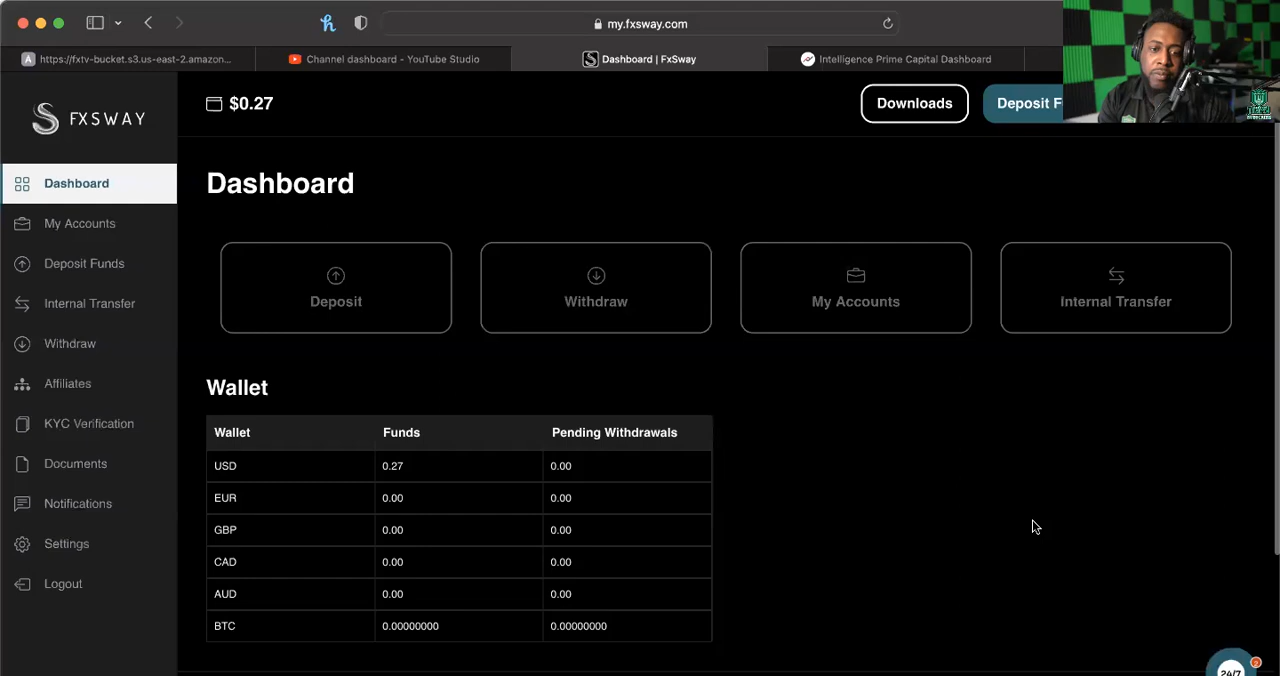 my.fxsway.com
https://fxtv-bucket.s3.us-east-2.amazon...
Channel dashboard - YouTube Studio
Dashboard | FxSway
Intelligence Prime Capital Dashboard
FXSWAY
$0.27
Downloads
Deposit F
Dashboard
Dashboard
My Accounts
Deposit Funds
Internal Transfer
Withdraw
Affiliates
KYC Verification
Documents
Notifications
Settings
Logout
Deposit
Withdraw
My Accounts
Internal Transfer
Wallet
Wallet Funds Pending Withdrawals
USD 0.27 0.00
EUR 0.00 0.00
GBP 0.00 0.00
CAD 0.00 0.00
AUD 0.00 0.00
BTC 0.00000000 0.00000000
24/7
2